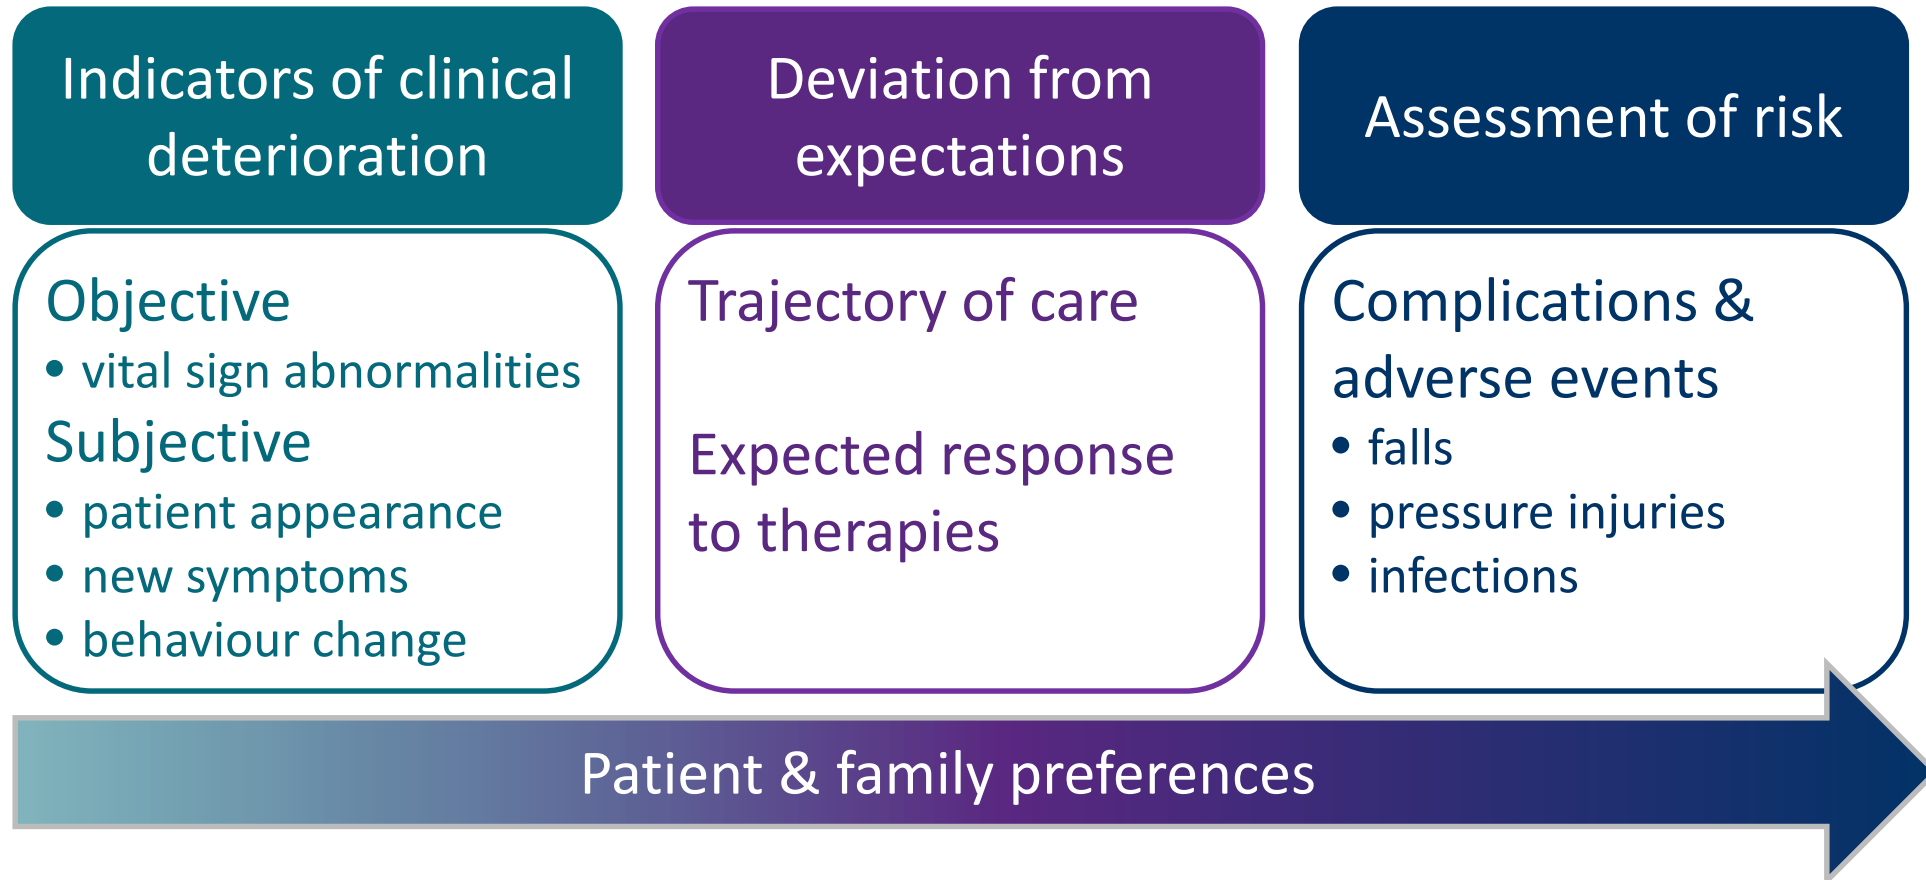 Indicators of clinical
deterioration
Objective
• vital sign abnormalities
Subjective
• patient appearance
• new symptoms
• behaviour change
Deviation from
expectations
Trajectory of care
Expected response
to therapies
Assessment of risk
Complications &
adverse events
• falls
• pressure injuries
• infections
Patient & family preferences